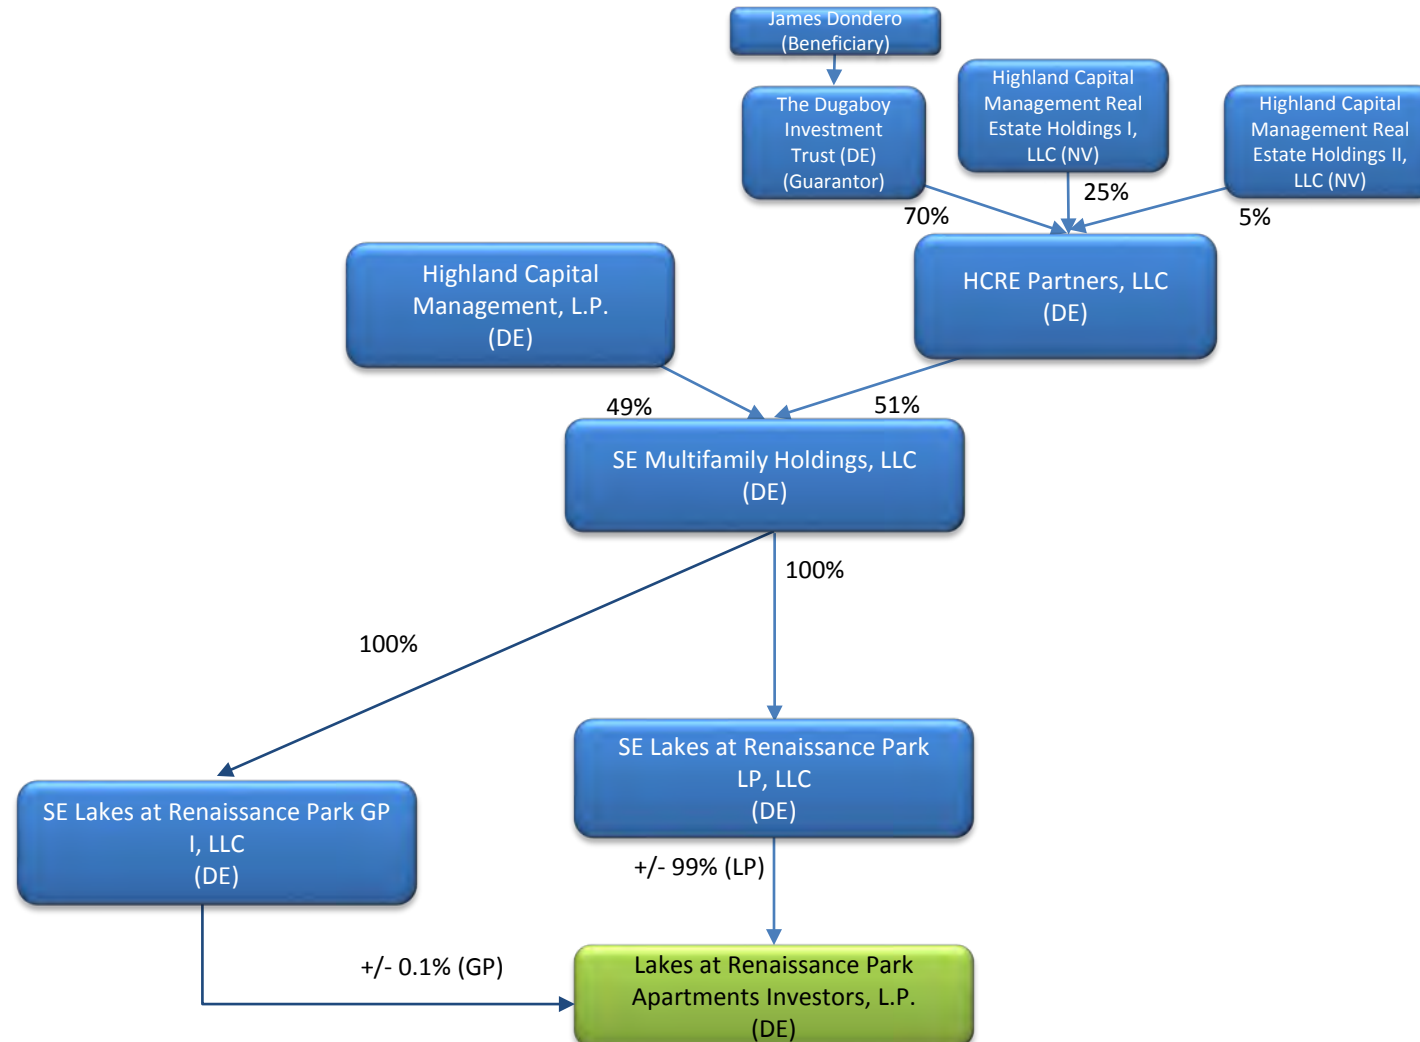 James Dondero
(Beneficiary)
The Dugaboy
Investment
Trust (DE)
(Guarantor)
Highland Capital
Management Real
Estate Holdings I,
LLC (NV)
Highland Capital
Management Real
Estate Holdings II,
LLC (NV)
70%
25%
5%
Highland Capital
Management, L.P.
(DE)
HCRE Partners, LLC
(DE)
49%
51%
SE Multifamily Holdings, LLC
(DE)
100%
100%
SE Lakes at Renaissance Park GP
I, LLC
(DE)
SE Lakes at Renaissance Park
LP, LLC
(DE)
+/- 99% (LP)
+/- 0.1% (GP)
Lakes at Renaissance Park
Apartments Investors, L.P.
(DE)